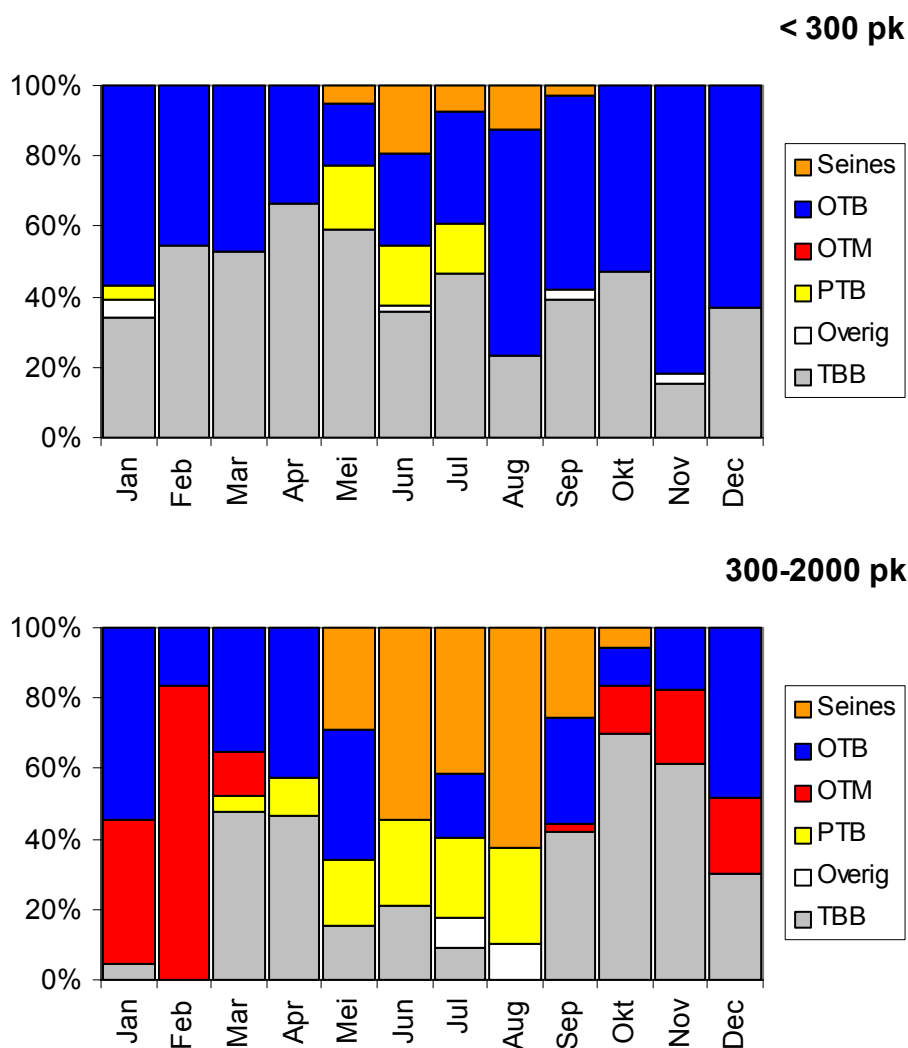 < 300 pk
100%
80%
60%
40%
20%
0%
Jan Feb Mar Apr Mei Jun Jul Aug Sep Okt Nov Dec
Seines
OTB
OTM
PTB
Overig
TBB
300-2000 pk
100%
80%
60%
40%
20%
0%
Jan Feb Mar Apr Mei Jun Jul Aug Sep Okt Nov Dec
Seines
OTB
OTM
PTB
Overig
TBB